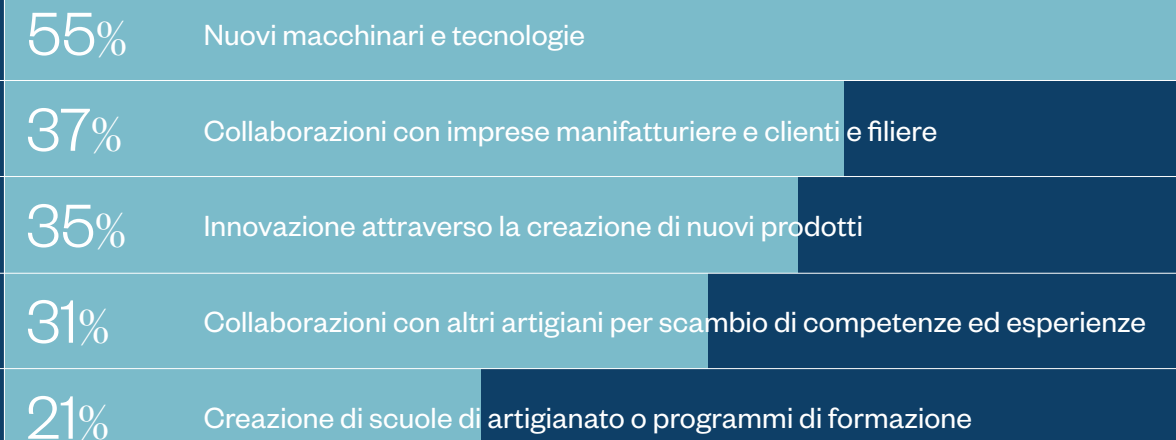 55% Nuovi macchinari e tecnologie
37% Collaborazioni con imprese manifatturiere e clienti e filiere
35% Innovazione attraverso la creazione di nuovi prodotti
31% Collaborazioni con altri artigiani per scambio di competenze ed esperienze
21% Creazione di scuole di artigianato o programmi di formazione